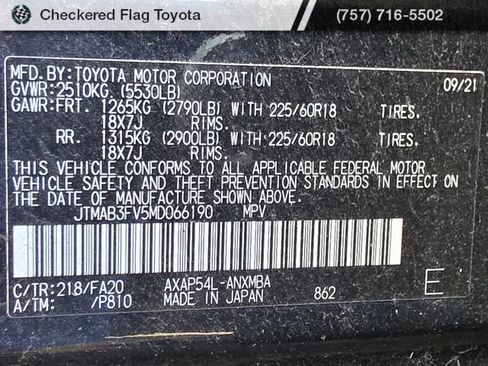 Checkered Flag Toyota (757) 716-5502
MFD.BY:TOYOTA MOTOR CORPORATION 09/21
GVWR:2510KG (5530LB)
GAWR:FRT. 1265KG (2790LB) WITH 225/60R18 TIRES.
18X7J RIMS.
RR. 1315KG (2900LB) WITH 225/60R18 TIRES.
18X7J RIMS.
THIS VEHICLE CONFORMS TO ALL APPLICABLE FEDERAL MOTOR
VEHICLE SAFETY AND THEFT PREVENTION STANDARDS IN EFFECT ON
THE DATE OF MANUFACTURE SHOWN ABOVE.
JTMAB3FV5MD066190 MPV
C/TR:218/FA20 AXAP54L-ANXMBA E
A/TM: /P810 MADE IN JAPAN 862